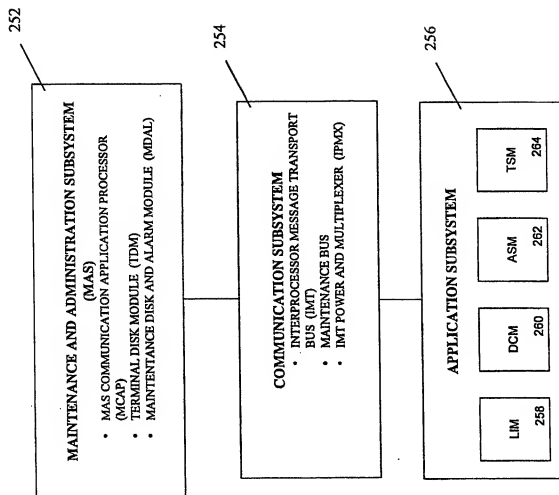 252
MAINTENANCE AND ADMINISTRATION SUBSYSTEM
(MAS)
• MAS COMMUNICATION APPLICATION PROCESSOR
(MCAP)
• TERMINAL DISK MODULE (TDM)
• MAINTENTANCE DISK AND ALARM MODULE (MDAL)
254
COMMUNICATION SUBSYSTEM
• INTERPROCESSOR MESSAGE TRANSPORT
BUS (IMT)
• MAINTENANCE BUS
• IMT POWER AND MULTIPLEXER (IPMX)
256
APPLICATION SUBSYSTEM
LIM
258
DCM
260
ASM
262
TSM
264